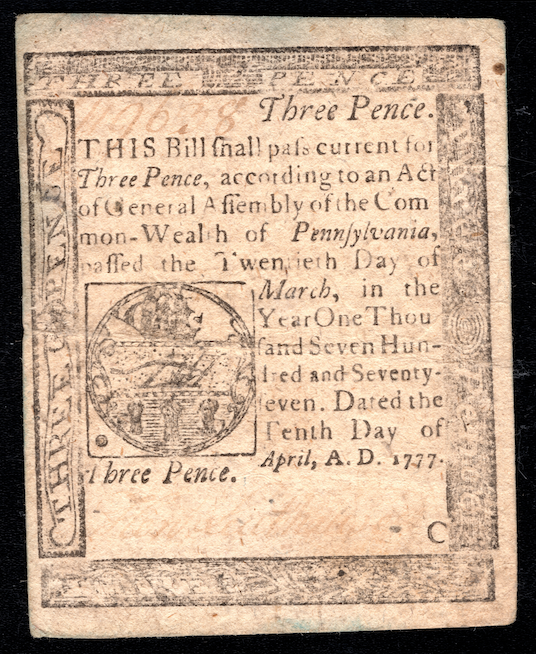 THREE PENCE
Three Pence.
THIS Bill ſhall paſs current for
Three Pence, according to an Act
of General Aſſembly of the Com
mon-Wealth of Pennſylvania,
paſſed the Twentieth Day of
March, in the
Year One Thou
ſand Seven Hun-
dred and Seventy-
ſeven. Dated the
Tenth Day of
April, A. D. 1777.
Three Pence.
C
THREE PENCE